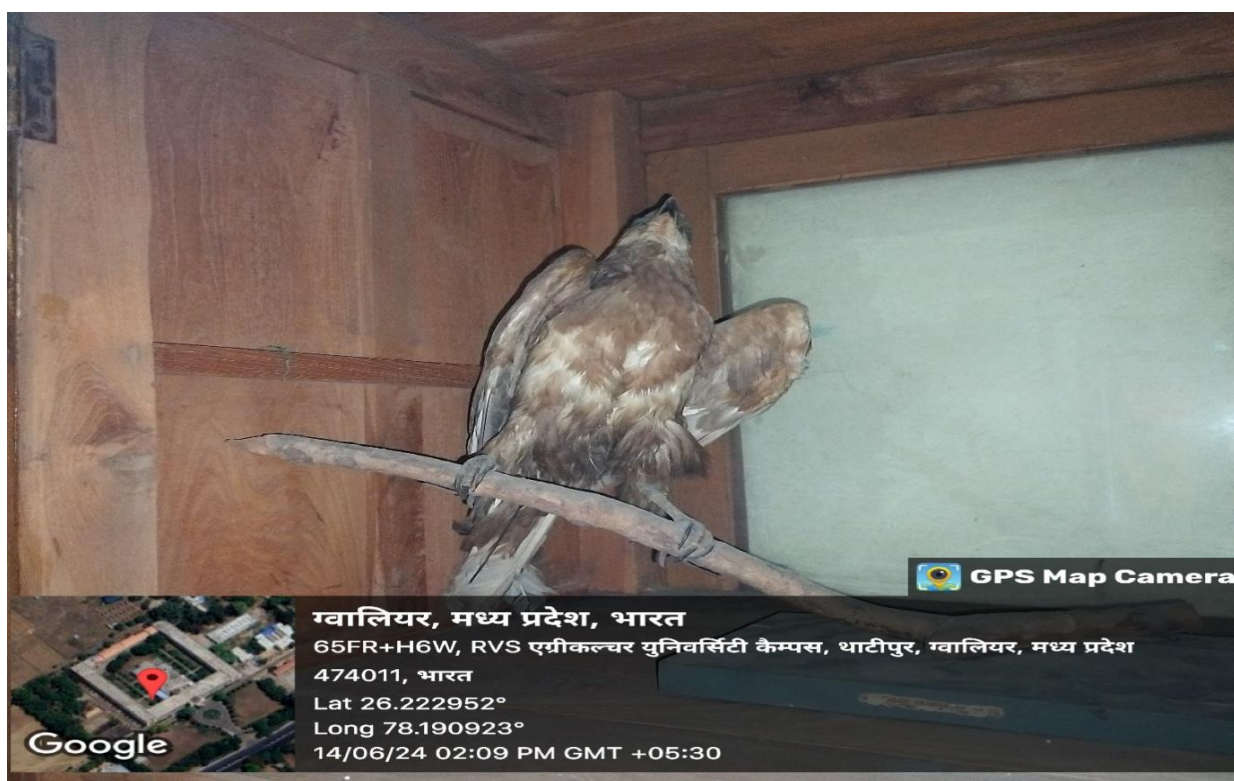 GPS Map Camera
ग्वालियर, मध्य प्रदेश, भारत
65FR+H6W, RVS एग्रीकल्चर युनिवर्सिटी कैम्पस, थाटीपुर, ग्वालियर, मध्य प्रदेश
474011, भारत
Lat 26.222952°
Long 78.190923°
14/06/24 02:09 PM GMT +05:30
Google